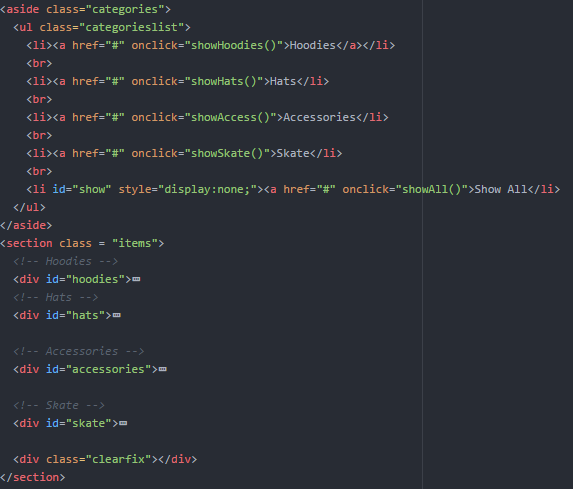 <aside class="categories">
<ul class="categorieslist">
<li><a href="#" onclick="showHoodies()">Hoodies</a></li>
<br>
<li><a href="#" onclick="showHats()">Hats</li>
<br>
<li><a href="#" onclick="showAccess()">Accessories</li>
<br>
<li><a href="#" onclick="showSkate()">Skate</li>
<br>
<li id="show" style="display:none;"><a href="#" onclick="showAll()">Show All</li>
</ul>
</aside>
<section class = "items">
<!-- Hoodies -->
<div id="hoodies">
<!-- Hats -->
<div id="hats">
<!-- Accessories -->
<div id="accessories">
<!-- Skate -->
<div id="skate">
<div class="clearfix"></div>
</section>